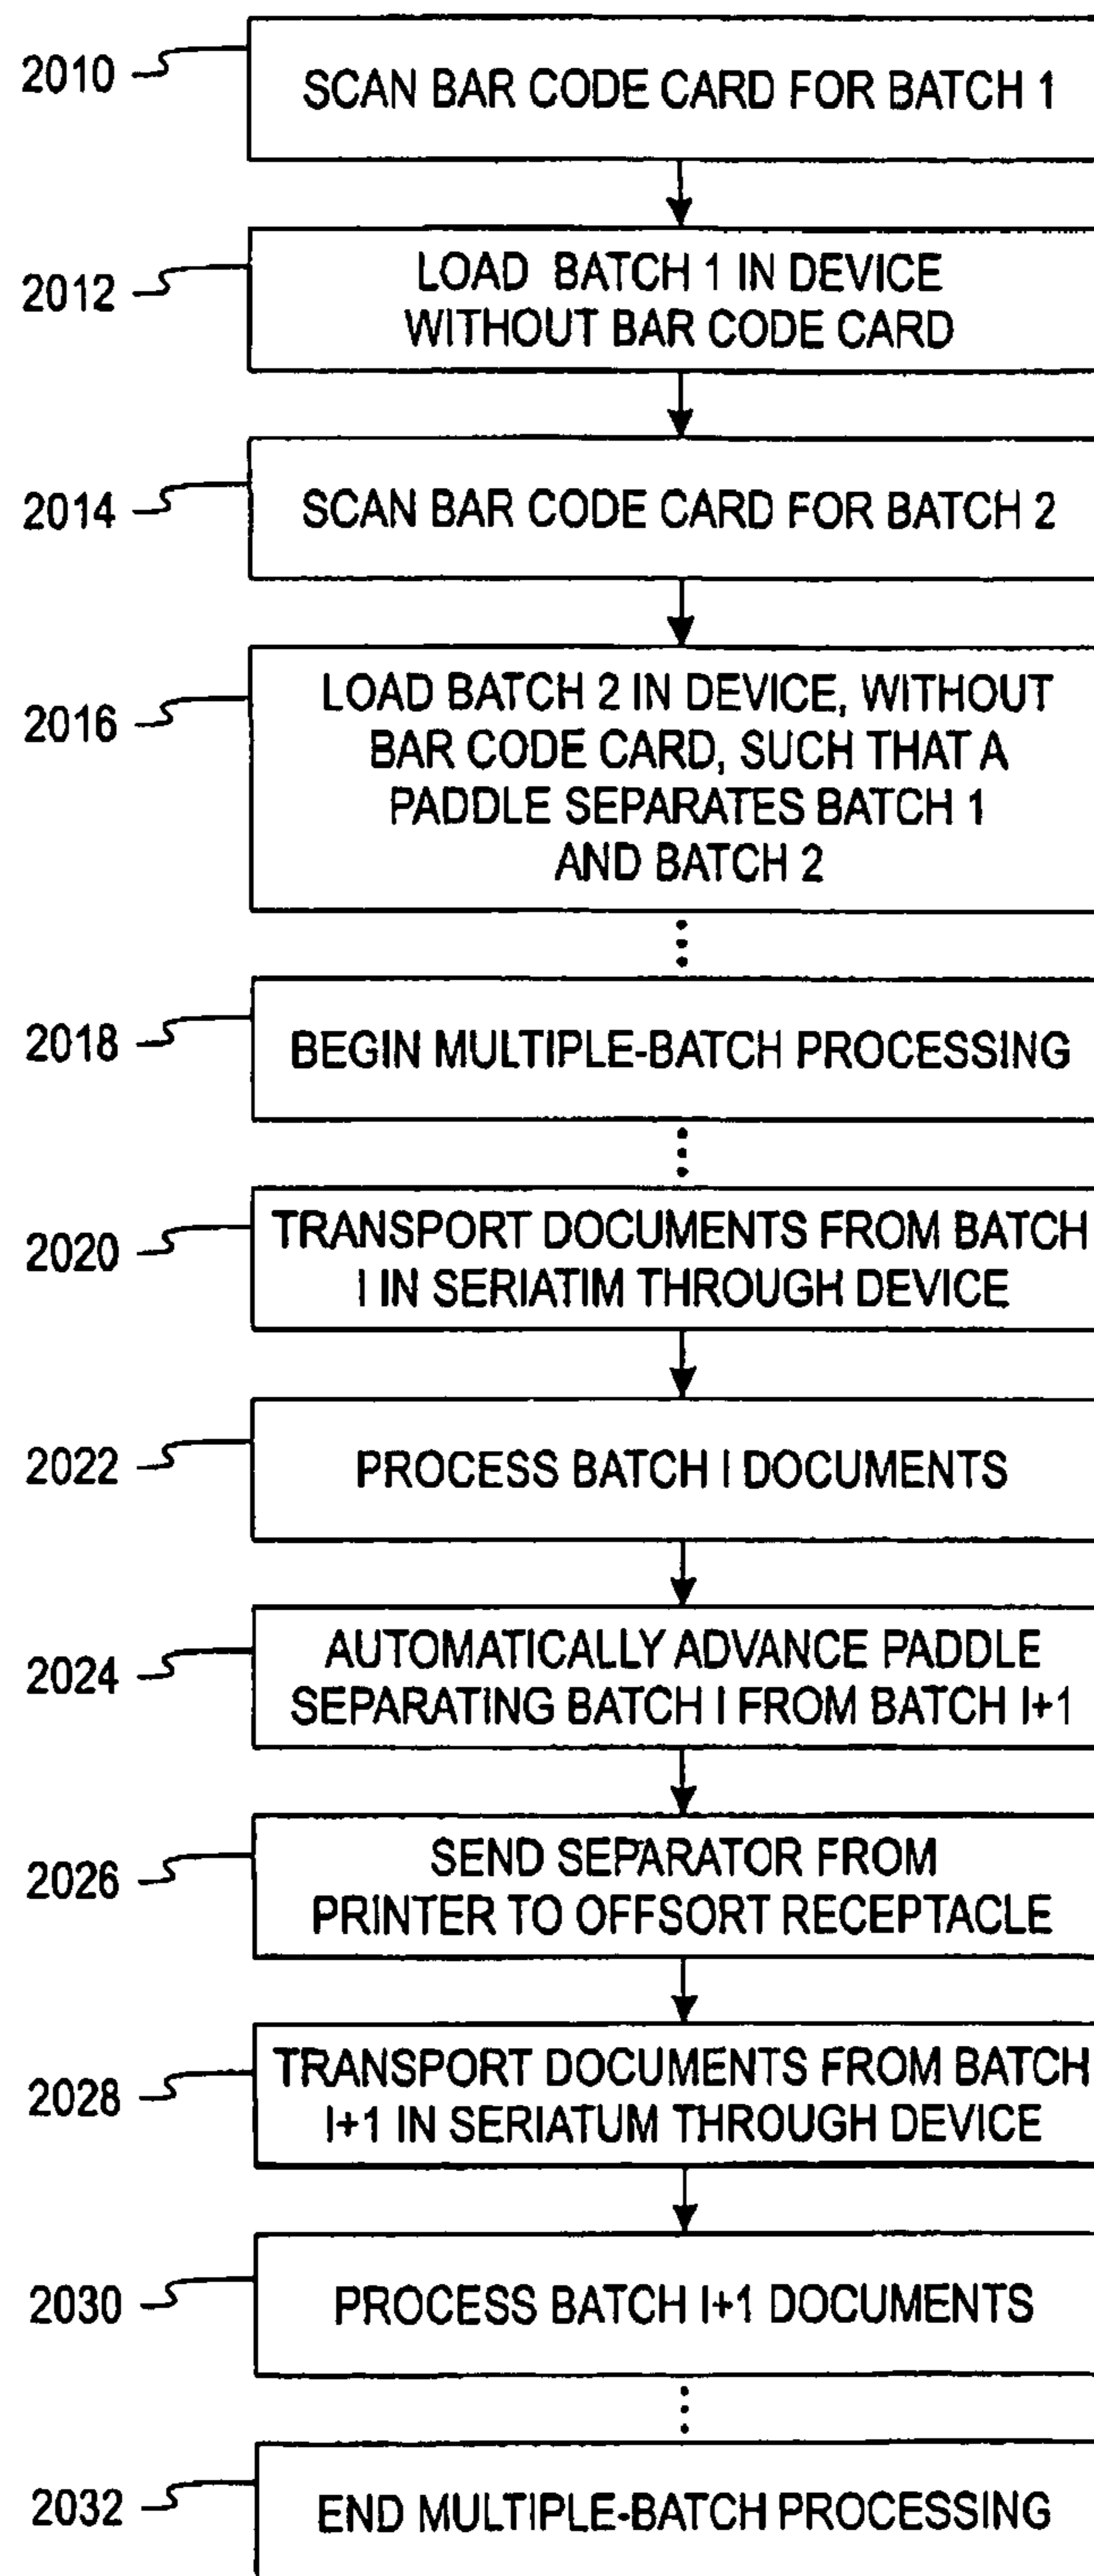 2010
SCAN BAR CODE CARD FOR BATCH 1
2012
LOAD BATCH 1 IN DEVICE
WITHOUT BAR CODE CARD
2014
SCAN BAR CODE CARD FOR BATCH 2
2016
LOAD BATCH 2 IN DEVICE, WITHOUT
BAR CODE CARD, SUCH THAT A
PADDLE SEPARATES BATCH 1
AND BATCH 2
2018
BEGIN MULTIPLE-BATCH PROCESSING
2020
TRANSPORT DOCUMENTS FROM BATCH
I IN SERIATIM THROUGH DEVICE
2022
PROCESS BATCH I DOCUMENTS
2024
AUTOMATICALLY ADVANCE PADDLE
SEPARATING BATCH I FROM BATCH I+1
2026
SEND SEPARATOR FROM
PRINTER TO OFFSORT RECEPTACLE
2028
TRANSPORT DOCUMENTS FROM BATCH
I+1 IN SERIATUM THROUGH DEVICE
2030
PROCESS BATCH I+1 DOCUMENTS
2032
END MULTIPLE-BATCH PROCESSING